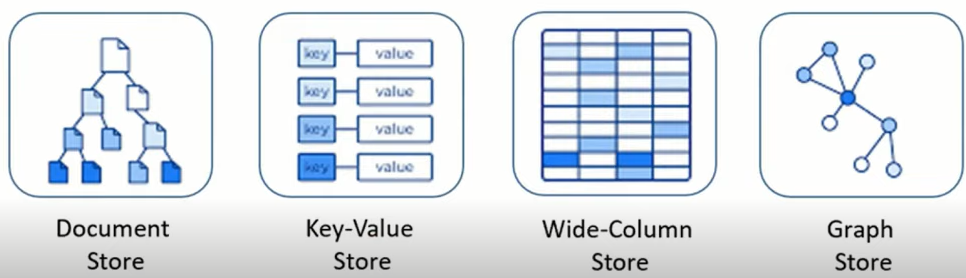 key value
key value
key value
key value
Document Store
Key-Value Store
Wide-Column Store
Graph Store